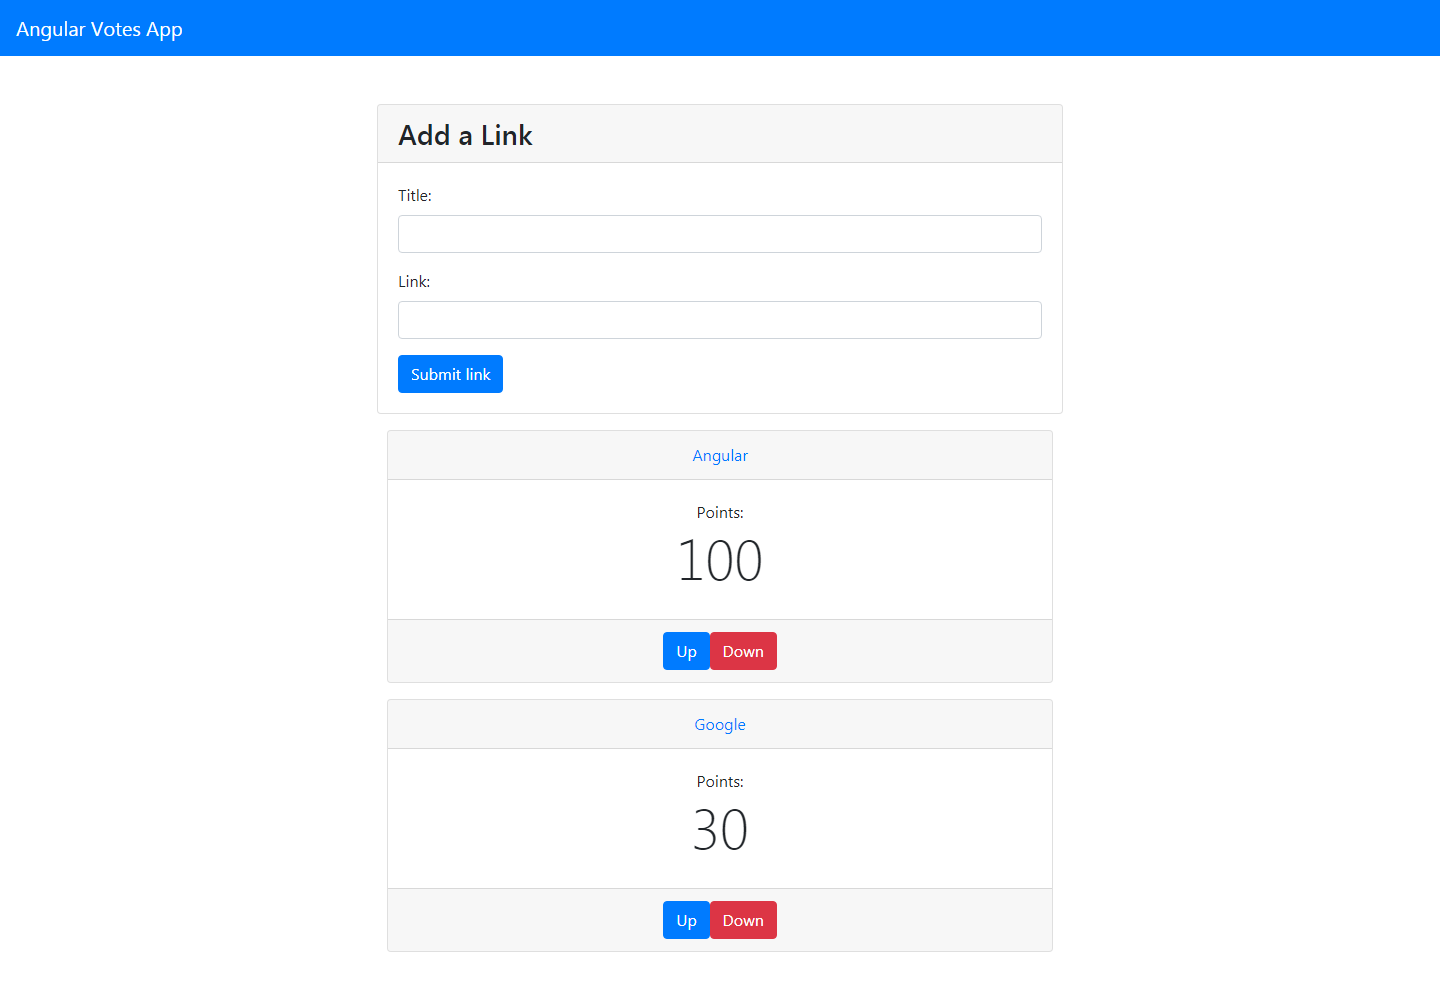 Angular Votes App
Add a Link
Title:
Link:
Submit link
Angular
Points:
100
Up Down
Google
Points:
30
Up Down